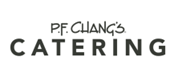 P.F. CHANG'S
CATERING